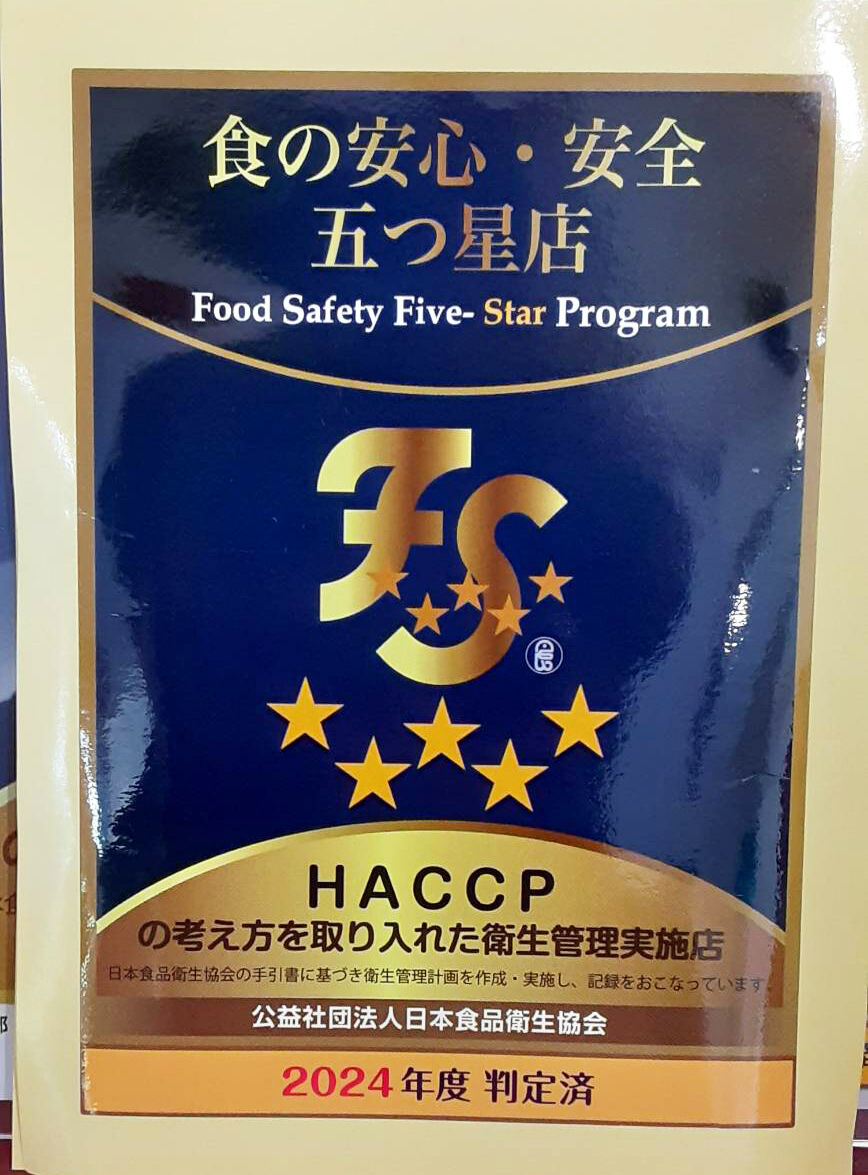 食の安心・安全
五つ星店
Food Safety Five- Star Program
FS
HACCP
の考え方を取り入れた衛生管理実施店
日本食品衛生協会の手引書に基づき衛生管理計画を作成・実施し、記録をおこなっています。
公益社団法人日本食品衛生協会
2024年度 判定済